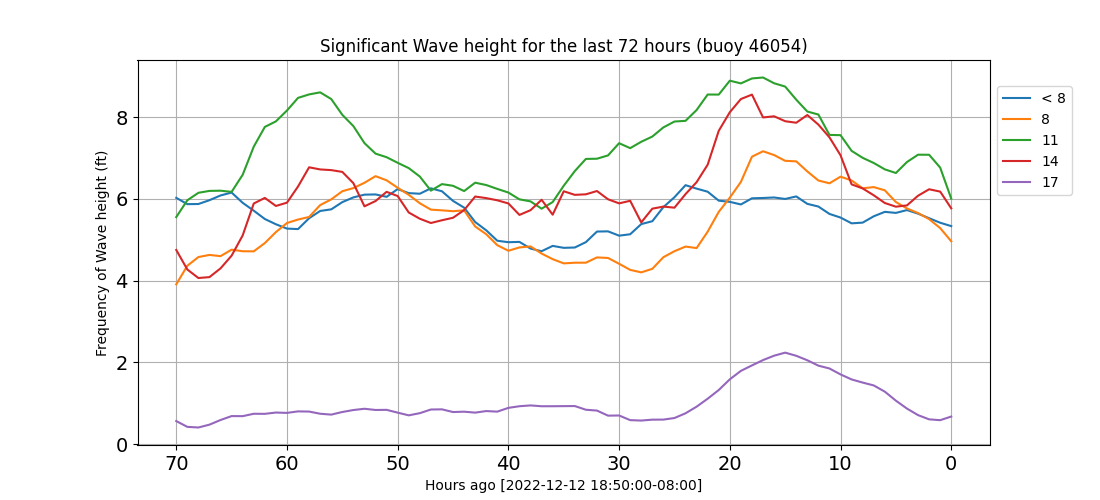 Significant Wave height for the last 72 hours (buoy 46054)
Frequency of Wave height (ft)
8
6
4
2
0
70 60 50 40 30 20 10 0
Hours ago [2022-12-12 18:50:00-08:00]
< 8
8
11
14
17